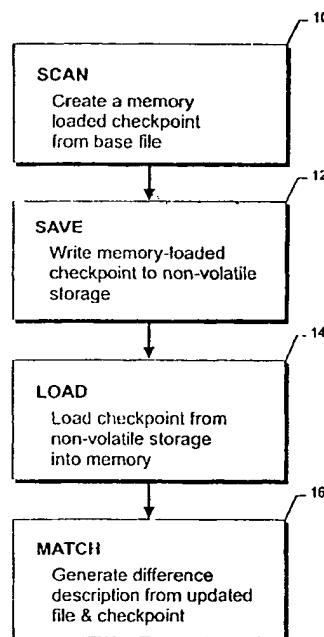 10
SCAN
Create a memory
loaded checkpoint
from base file
12
SAVE
Write memory-loaded
checkpoint to non-volatile
storage
14
LOAD
Load checkpoint from
non-volatile storage
into memory
16
MATCH
Generate difference
description from updated
file & checkpoint